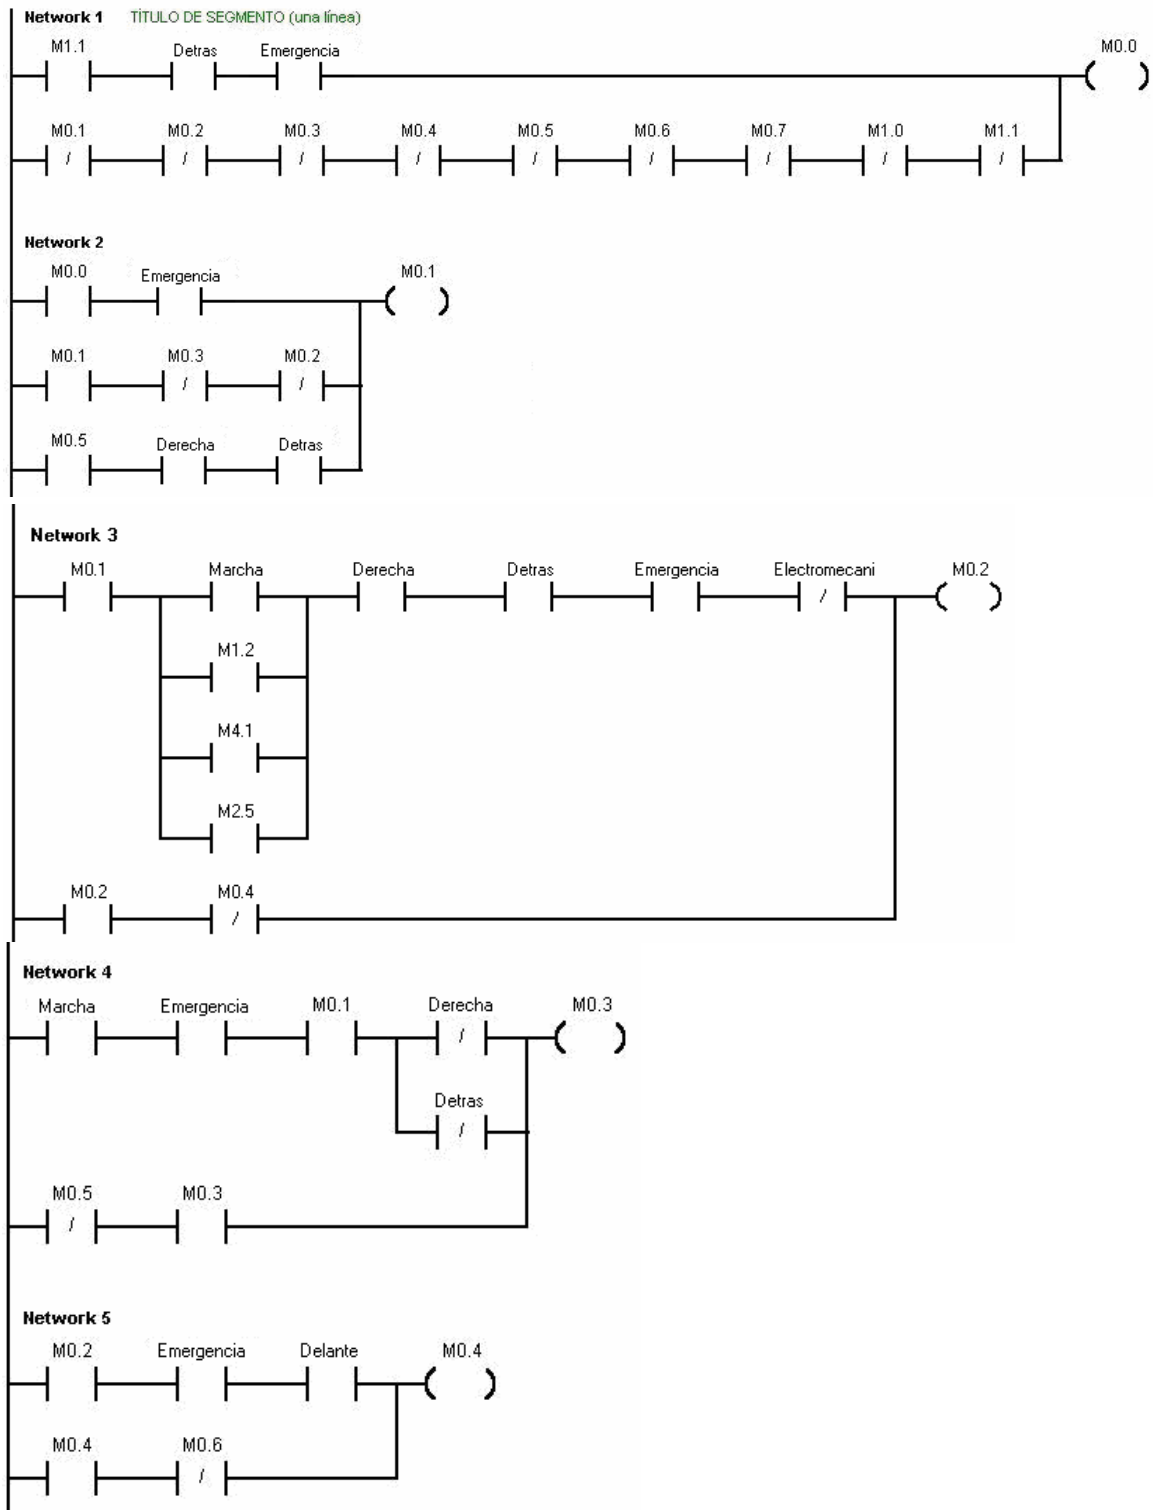 Network 1 TÍTULO DE SEGMENTO (una línea)
M1.1 Detras Emergencia M0.0
M0.1 M0.2 M0.3 M0.4 M0.5 M0.6 M0.7 M1.0 M1.1
Network 2
M0.0 Emergencia M0.1
M0.1 M0.3 M0.2
M0.5 Derecha Detras
Network 3
M0.1 Marcha Derecha Detras Emergencia Electromecani M0.2
M1.2
M4.1
M2.5
M0.2 M0.4
Network 4
Marcha Emergencia M0.1 Derecha M0.3
Detras
M0.5 M0.3
Network 5
M0.2 Emergencia Delante M0.4
M0.4 M0.6